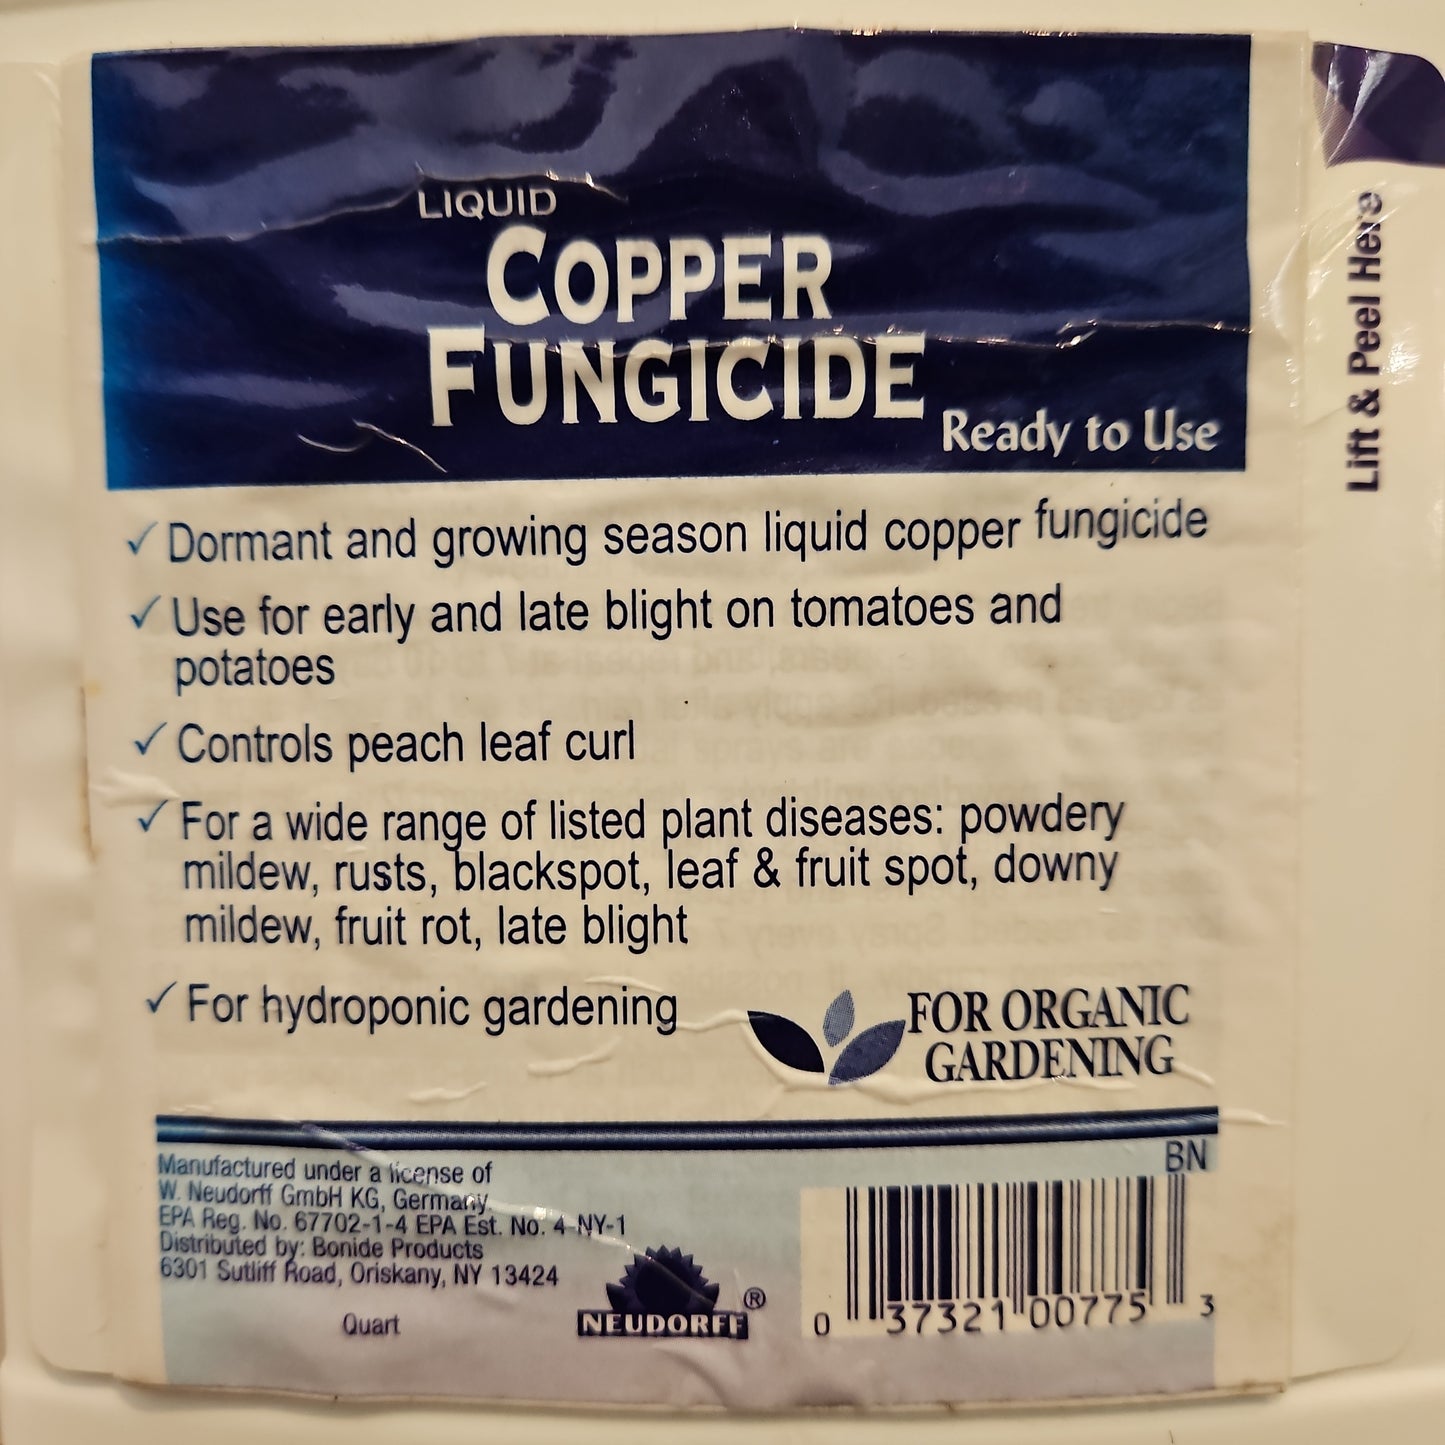 LIQUID
COPPER
FUNGICIDE
Ready to Use
Lift & Peel Here
✓ Dormant and growing season liquid copper fungicide
✓ Use for early and late blight on tomatoes and
potatoes
✓ Controls peach leaf curl
✓ For a wide range of listed plant diseases: powdery
mildew, rusts, blackspot, leaf & fruit spot, downy
mildew, fruit rot, late blight
✓ For hydroponic gardening
FOR ORGANIC
GARDENING
Manufactured under a license of
W. Neudorff GmbH KG, Germany.
EPA Reg. No. 67702-1-4 EPA Est. No. 4-NY-1
Distributed by: Bonide Products
6301 Sutliff Road, Oriskany, NY 13424
Quart
NEUDORFF ®
BN
0 37321 00775 3